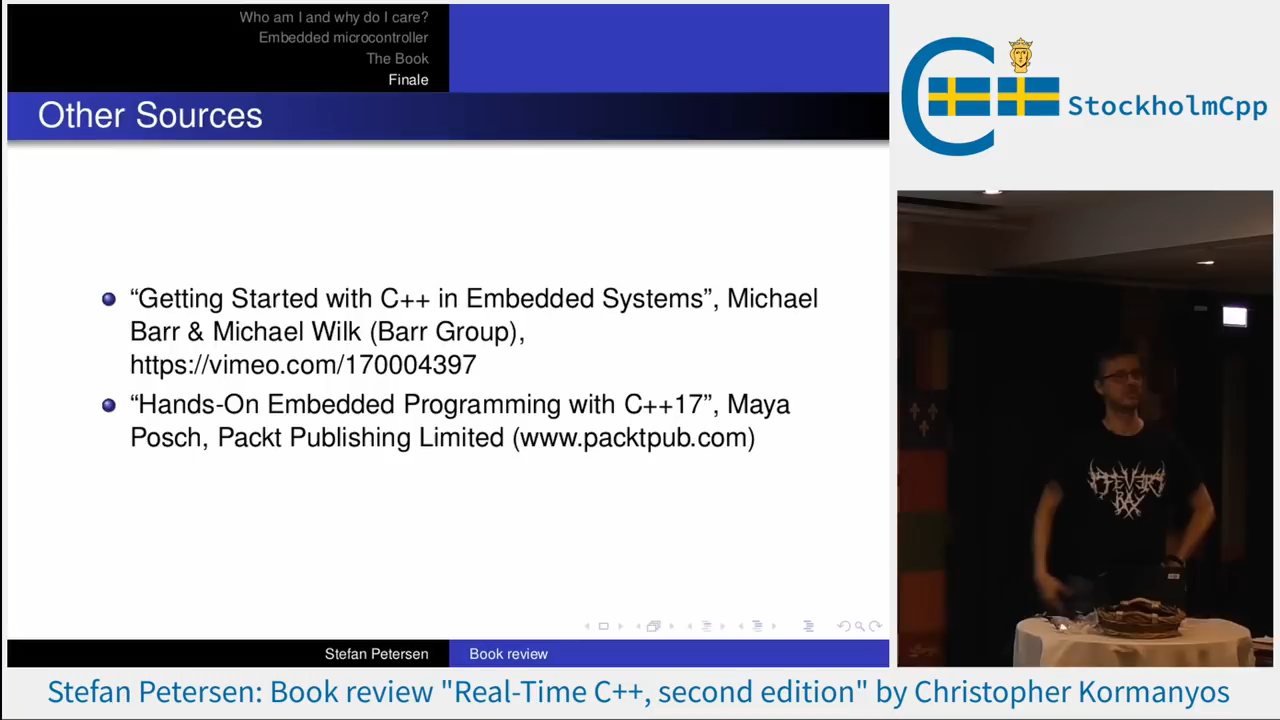 Who am I and why do I care?
Embedded microcontroller
The Book
Finale
Other Sources
“Getting Started with C++ in Embedded Systems”, Michael
Barr & Michael Wilk (Barr Group),
https://vimeo.com/170004397
“Hands-On Embedded Programming with C++17”, Maya
Posch, Packt Publishing Limited (www.packtpub.com)
Stefan Petersen
Book review
StockholmCpp
Stefan Petersen: Book review "Real-Time C++, second edition" by Christopher Kormanyos